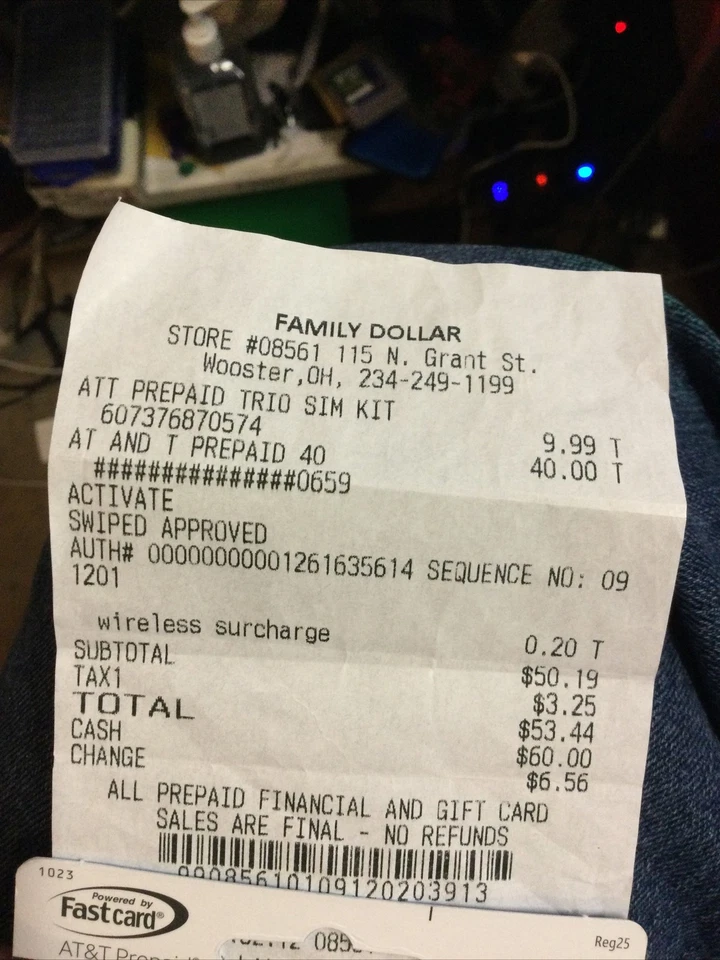 FAMILY DOLLAR
STORE #08561 115 N. Grant St.
Wooster,OH, 234-249-1199
ATT PREPAID TRIO SIM KIT
607376870574 9.99 T
AT AND T PREPAID 40 40.00 T
##############0659
ACTIVATE
SWIPED APPROVED
AUTH# 00000000001261635614 SEQUENCE NO: 09
1201
wireless surcharge 0.20 T
SUBTOTAL $50.19
TAX1 $3.25
TOTAL $53.44
CASH $60.00
CHANGE $6.56
ALL PREPAID FINANCIAL AND GIFT CARD
SALES ARE FINAL - NO REFUNDS
99085610109120203913
1023
Powered by
Fastcard®
Reg25
AT&T